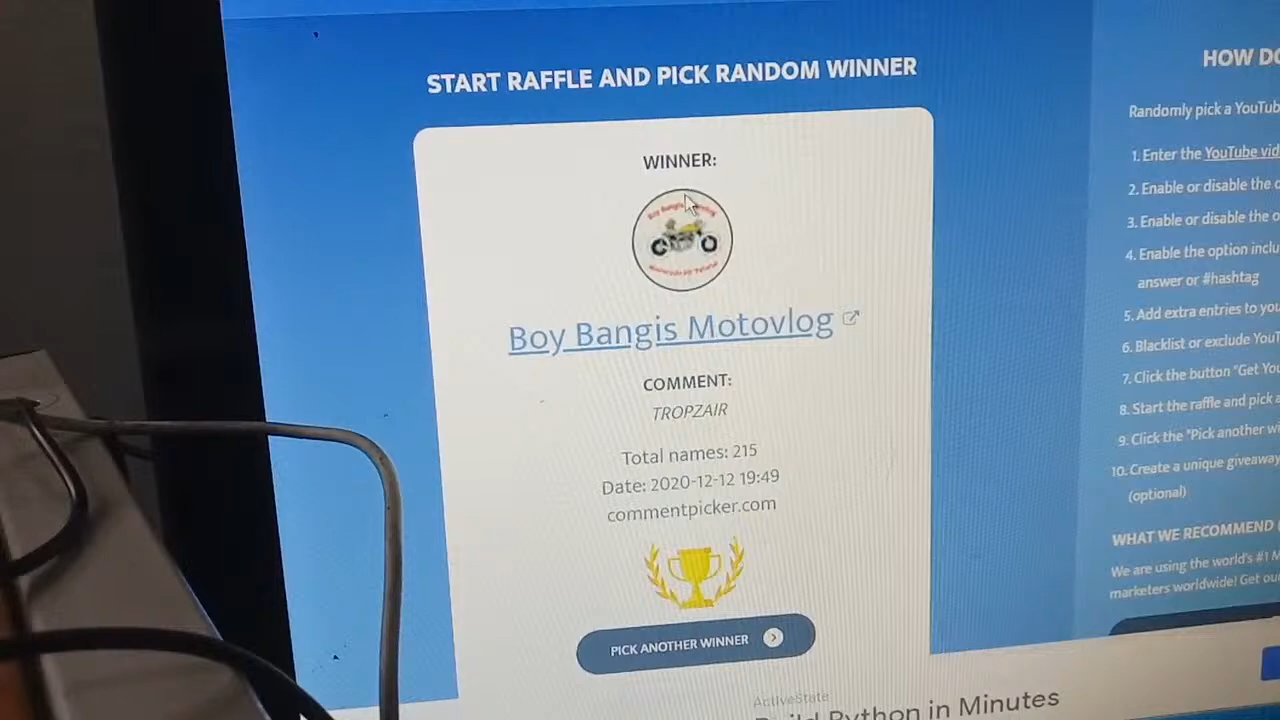 START RAFFLE AND PICK RANDOM WINNER
WINNER:
Boy Bangis Motovlog
COMMENT:
TROPZAIR
Total names: 215
Date: 2020-12-12 19:49
commentpicker.com
PICK ANOTHER WINNER
ActiveState
Python in Minutes
HOW DO
Randomly pick a YouTub
1. Enter the YouTube vid
2. Enable or disable the
3. Enable or disable the
4. Enable the option inclu
answer or #hashtag
5. Add extra entries to you
6. Blacklist or exclude You
7. Click the button "Get You
8. Start the raffle and pick a
9. Click the "Pick another wi
10. Create a unique giveaway
(optional)
WHAT WE RECOMMEND
We are using the world's #1 M
marketers worldwide! Get our